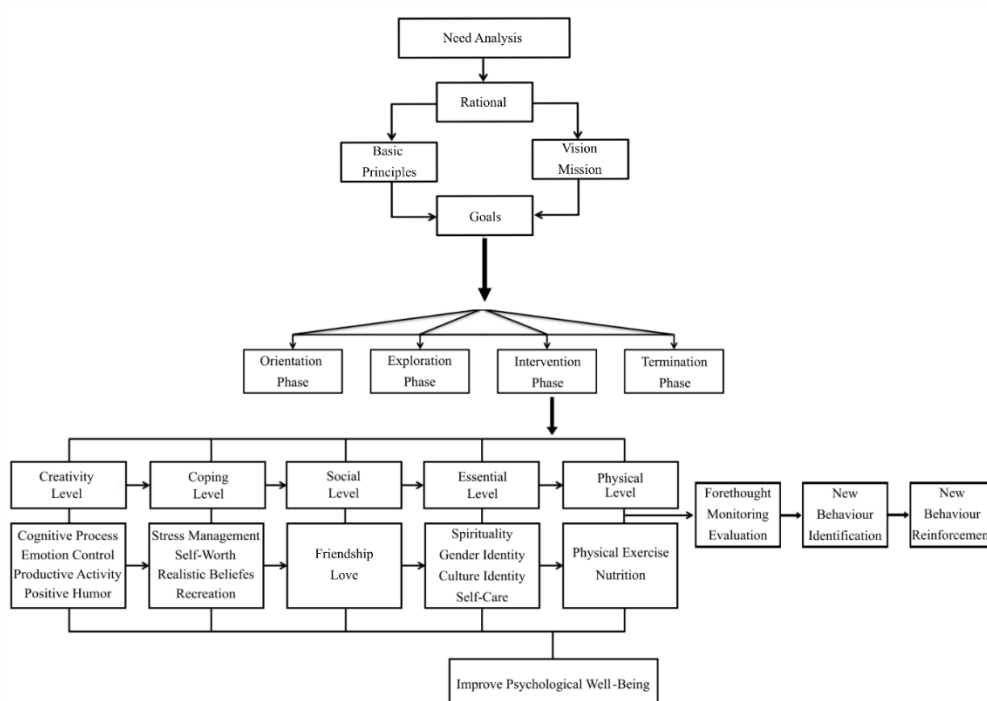 Need Analysis
Rational
Basic
Principles
Vision
Mission
Goals
Orientation
Phase
Exploration
Phase
Intervention
Phase
Termination
Phase
Creativity
Level
Coping
Level
Social
Level
Essential
Level
Physical
Level
Forethought
Monitoring
Evaluation
New
Behaviour
Identification
New
Behaviour
Reinforcement
Cognitive Process
Emotion Control
Productive Activity
Positive Humor
Stress Management
Self-Worth
Realistic Beliefes
Recreation
Friendship
Love
Spirituality
Gender Identity
Culture Identity
Self-Care
Physical Exercise
Nutrition
Improve Psychological Well-Being